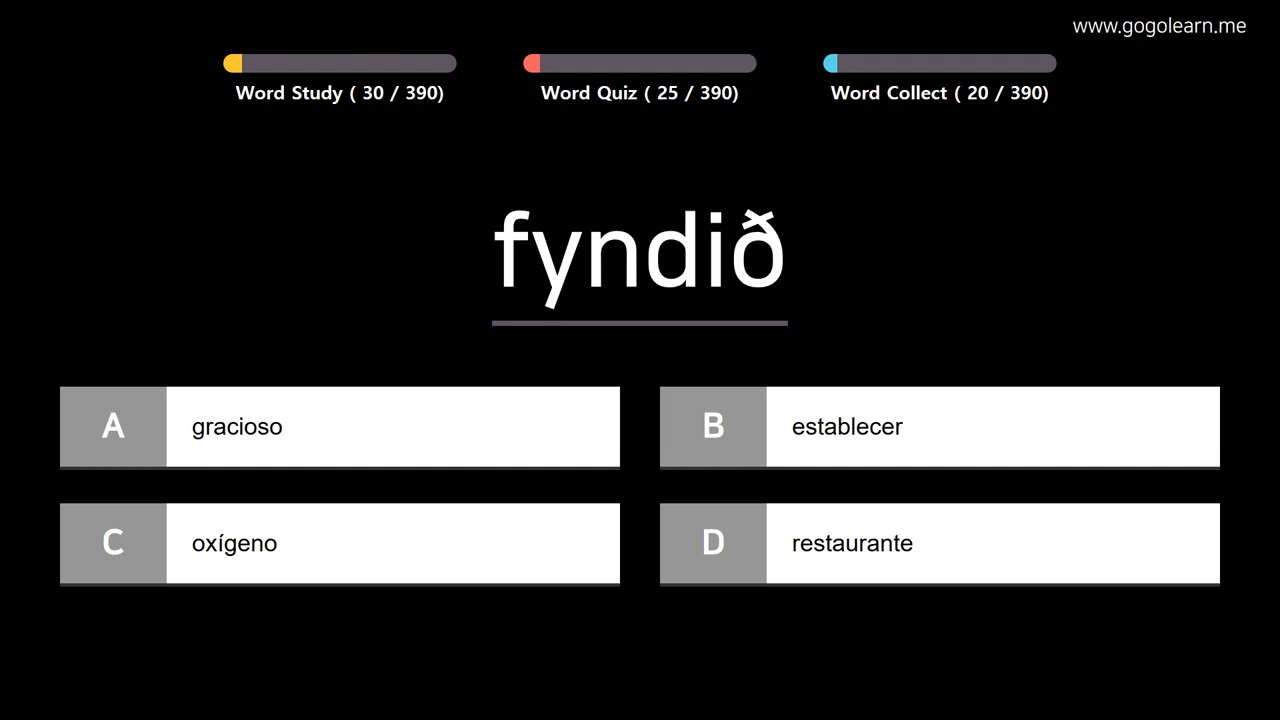 www.gogolearn.me
Word Study ( 30 / 390)
Word Quiz ( 25 / 390)
Word Collect ( 20 / 390)
fyndið
A gracioso
B establecer
C oxígeno
D restaurante